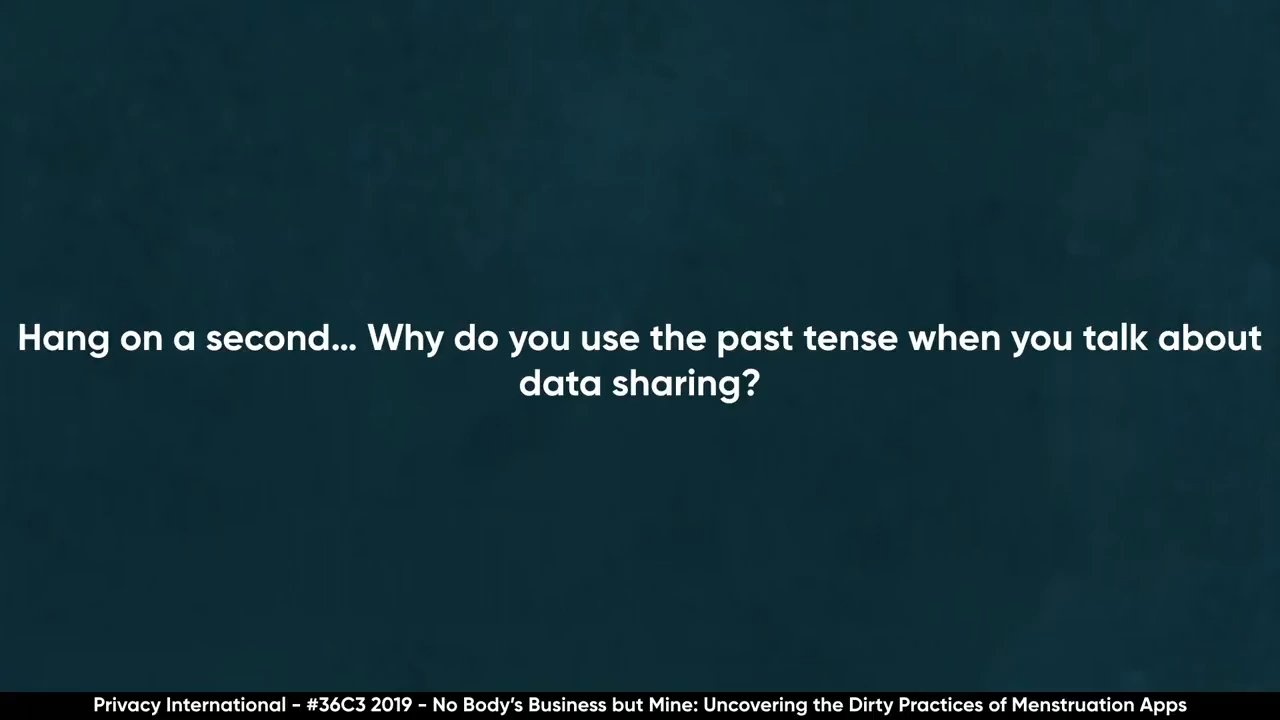 Hang on a second... Why do you use the past tense when you talk about
data sharing?
Privacy International - #36C3 2019 - No Body's Business but Mine: Uncovering the Dirty Practices of Menstruation Apps